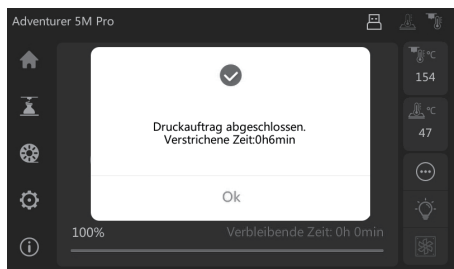 Adventurer 5M Pro
°C
154
Druckauftrag abgeschlossen.
Verstrichene Zeit:0h6min
°C
47
Ok
100%
Verbleibende Zeit: 0h 0min